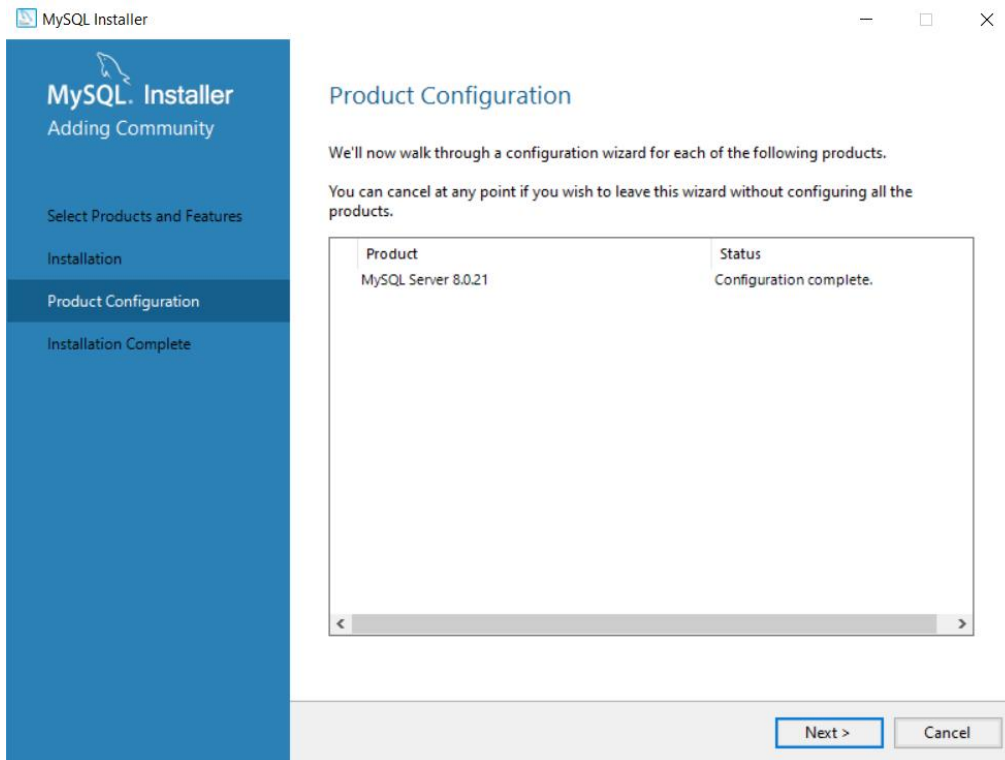 MySQL Installer
MySQL. Installer
Adding Community
Select Products and Features
Installation
Product Configuration
Installation Complete
Product Configuration
We'll now walk through a configuration wizard for each of the following products.
You can cancel at any point if you wish to leave this wizard without configuring all the
products.
Product Status
MySQL Server 8.0.21 Configuration complete.
Next > Cancel